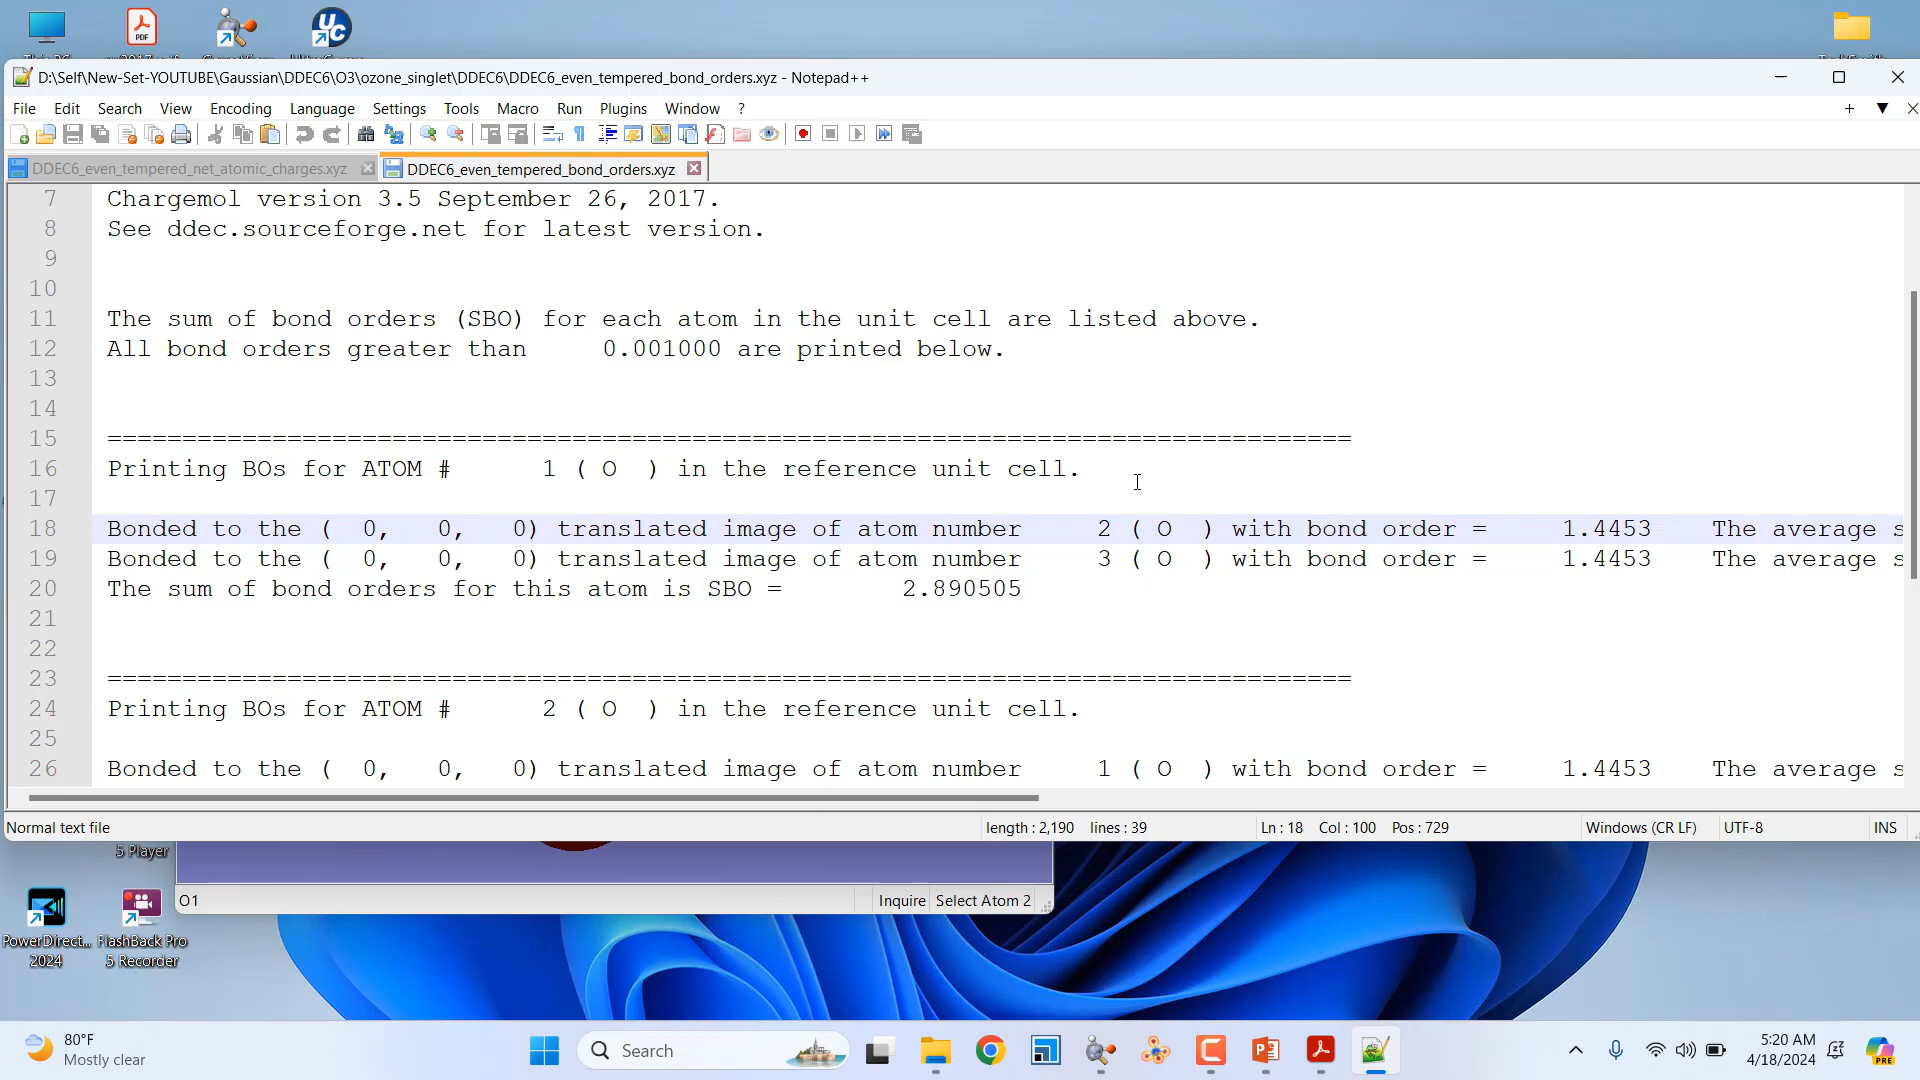 PDF
UC
D:\Self\New-Set-YOUTUBE\Gaussian\DDEC6\O3\ozone_singlet\DDEC6\DDEC6_even_tempered_bond_orders.xyz - Notepad++
File Edit Search View Encoding Language Settings Tools Macro Run Plugins Window ?
DDEC6_even_tempered_net_atomic_charges.xyz DDEC6_even_tempered_bond_orders.xyz
7 Chargemol version 3.5 September 26, 2017.
8 See ddec.sourceforge.net for latest version.
9
10
11 The sum of bond orders (SBO) for each atom in the unit cell are listed above.
12 All bond orders greater than 0.001000 are printed below.
13
14
15 ===================================================================================
16 Printing BOs for ATOM # 1 ( O ) in the reference unit cell.
17
18 Bonded to the ( 0, 0, 0) translated image of atom number 2 ( O ) with bond order = 1.4453 The average s
19 Bonded to the ( 0, 0, 0) translated image of atom number 3 ( O ) with bond order = 1.4453 The average s
20 The sum of bond orders for this atom is SBO = 2.890505
21
22
23 ===================================================================================
24 Printing BOs for ATOM # 2 ( O ) in the reference unit cell.
25
26 Bonded to the ( 0, 0, 0) translated image of atom number 1 ( O ) with bond order = 1.4453 The average s
Normal text file length : 2,190 lines : 39 Ln : 18 Col : 100 Pos : 729 Windows (CR LF) UTF-8 INS
5 Player
O1 Inquire Select Atom 2
PowerDirect... 2024
FlashBack Pro 5 Recorder
80°F
Mostly clear
Search
5:20 AM
4/18/2024
PRE